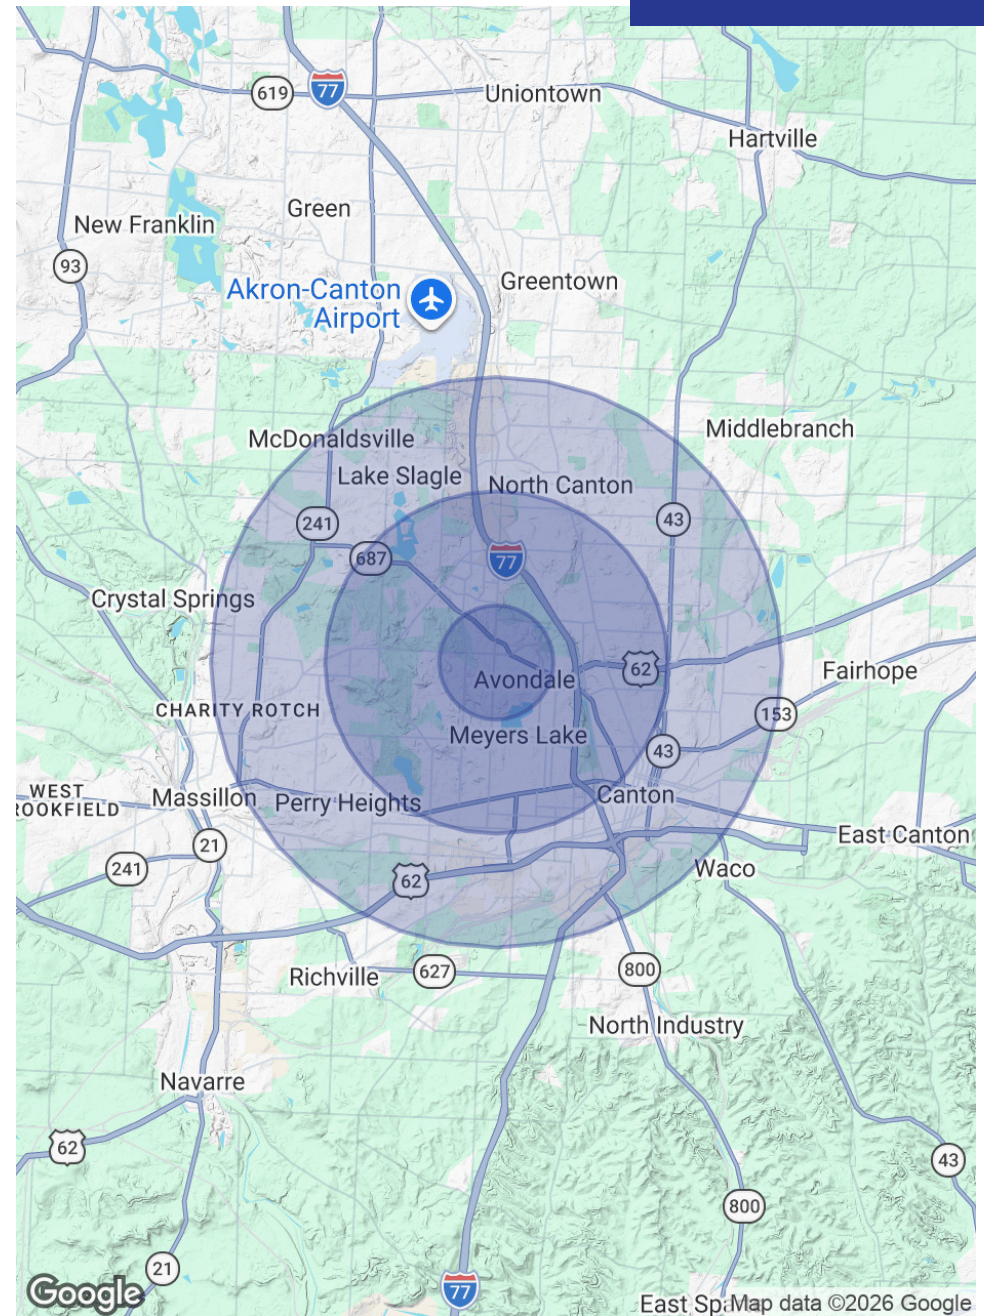 619
77
Uniontown
Hartville
Green
New Franklin
93
Akron-Canton
Airport
Greentown
McDonaldsville
Middlebranch
Lake Slagle
North Canton
241
43
687
77
Crystal Springs
62
Fairhope
Avondale
CHARITY ROTCH
153
Meyers Lake
43
WEST
ROOKFIELD
Massillon
Perry Heights
Canton
21
East Canton
241
62
Waco
Richville
627
800
North Industry
Navarre
62
43
800
21
77
Google
East Spa
Map data ©2026 Google